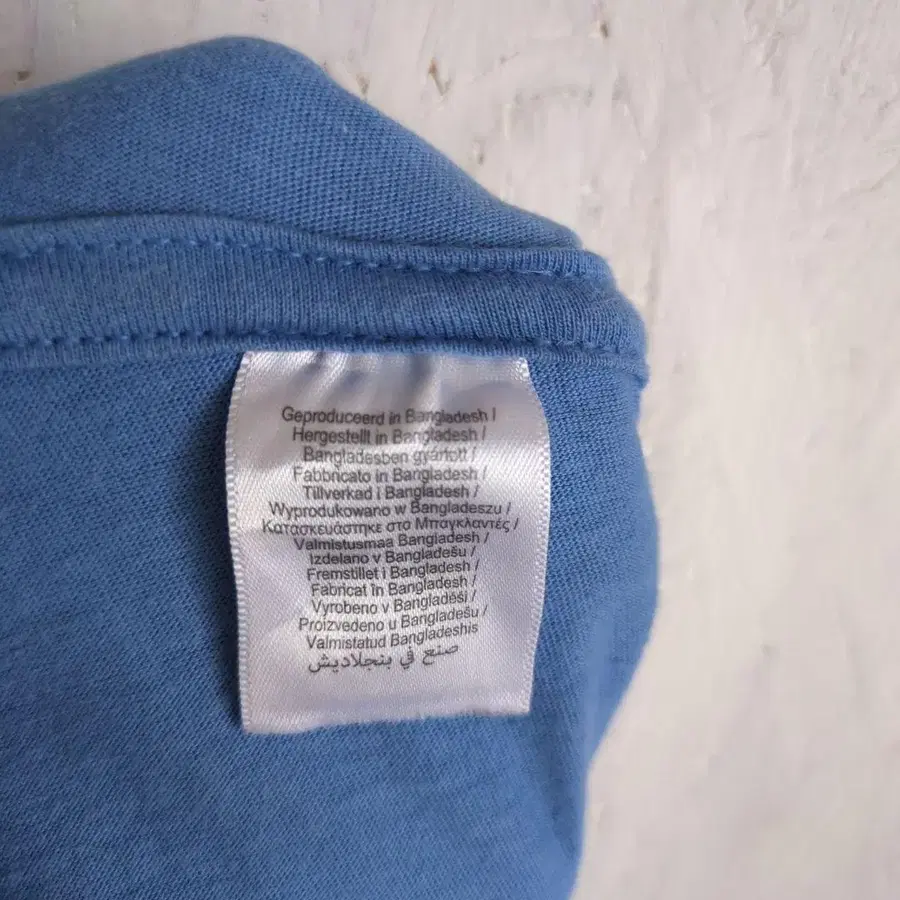 Geproduceerd in Bangladesh /
Hergestellt in Bangladesh /
Bangladesben gyártott /
Fabbricato in Bangladesh /
Tillverkad i Bangladesh /
Wyprodukowano w Bangladeszu /
Κατασκευάστηκε στο Μπαγκλαντές /
Valmistusmaa Bangladesh /
Izdelano v Bangladešu /
Fremstillet i Bangladesh /
Fabricat în Bangladesh /
Vyrobeno v Bangladéši /
Proizvedeno u Bangladešu /
Valmistatud Bangladeshis
صنع في بنجلاديش